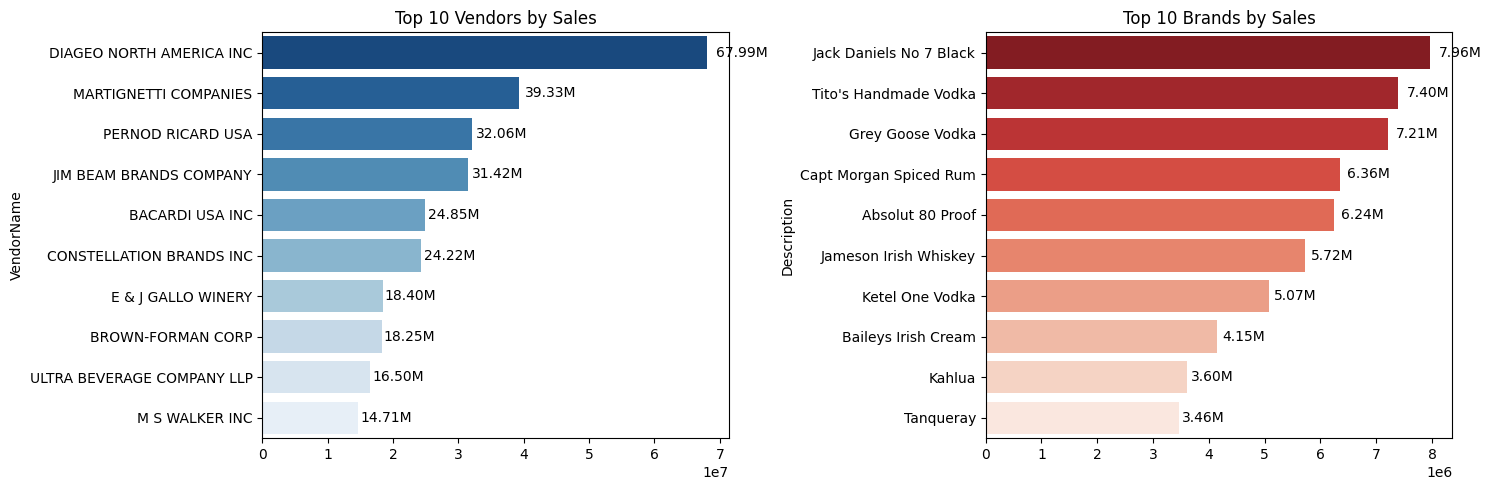 Top 10 Vendors by Sales
VendorName
DIAGEO NORTH AMERICA INC 67.99M
MARTIGNETTI COMPANIES 39.33M
PERNOD RICARD USA 32.06M
JIM BEAM BRANDS COMPANY 31.42M
BACARDI USA INC 24.85M
CONSTELLATION BRANDS INC 24.22M
E & J GALLO WINERY 18.40M
BROWN-FORMAN CORP 18.25M
ULTRA BEVERAGE COMPANY LLP 16.50M
M S WALKER INC 14.71M
0 1 2 3 4 5 6 7
1e7
Top 10 Brands by Sales
Description
Jack Daniels No 7 Black 7.96M
Tito's Handmade Vodka 7.40M
Grey Goose Vodka 7.21M
Capt Morgan Spiced Rum 6.36M
Absolut 80 Proof 6.24M
Jameson Irish Whiskey 5.72M
Ketel One Vodka 5.07M
Baileys Irish Cream 4.15M
Kahlua 3.60M
Tanqueray 3.46M
0 1 2 3 4 5 6 7 8
1e6